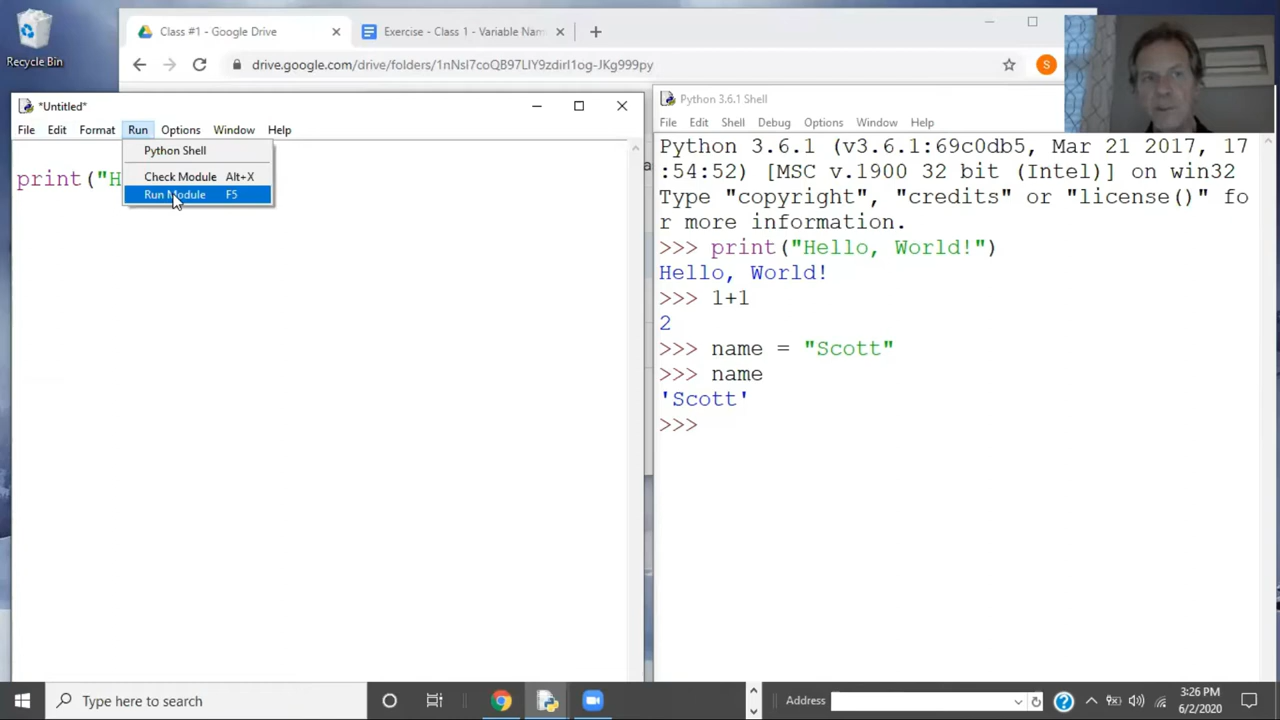 Recycle Bin
Class #1 - Google Drive
Exercise - Class 1 - Variable Nam
drive.google.com/drive/folders/1nNsI7coQB97LIY9zdirI1og-JKg999py
S
*Untitled*
File Edit Format Run Options Window Help
Python Shell
Check Module Alt+X
Run Module F5
print("H
Python 3.6.1 Shell
File Edit Shell Debug Options Window Help
Python 3.6.1 (v3.6.1:69c0db5, Mar 21 2017, 17
:54:52) [MSC v.1900 32 bit (Intel)] on win32
Type "copyright", "credits" or "license()" fo
r more information.
>>> print("Hello, World!")
Hello, World!
>>> 1+1
2
>>> name = "Scott"
>>> name
'Scott'
>>>
Type here to search
Address
3:26 PM
6/2/2020